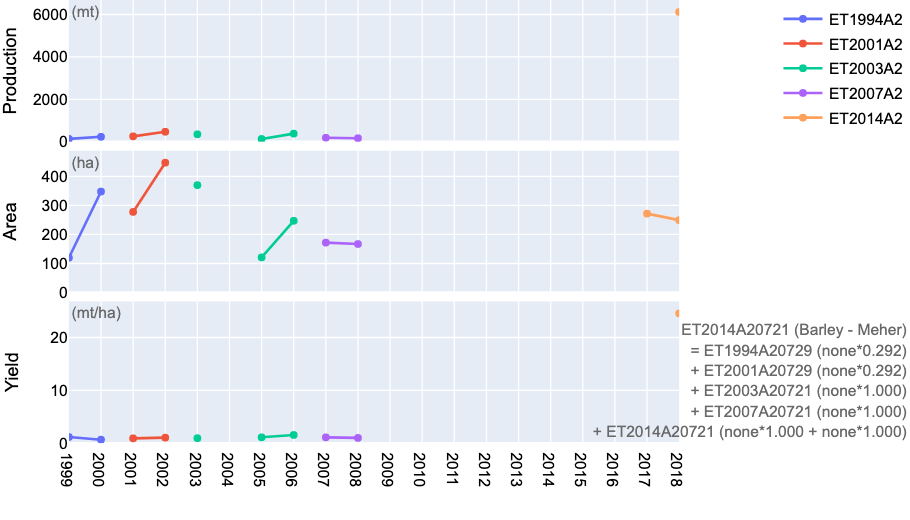 Production
(mt)
6000
4000
2000
0
Area
(ha)
400
300
200
100
0
Yield
(mt/ha)
20
10
0
1999
2000
2001
2002
2003
2004
2005
2006
2007
2008
2009
2010
2011
2012
2013
2014
2015
2016
2017
2018
ET1994A2
ET2001A2
ET2003A2
ET2007A2
ET2014A2
ET2014A20721 (Barley - Meher)
= ET1994A20729 (none*0.292)
+ ET2001A20729 (none*0.292)
+ ET2003A20721 (none*1.000)
+ ET2007A20721 (none*1.000)
+ ET2014A20721 (none*1.000 + none*1.000)